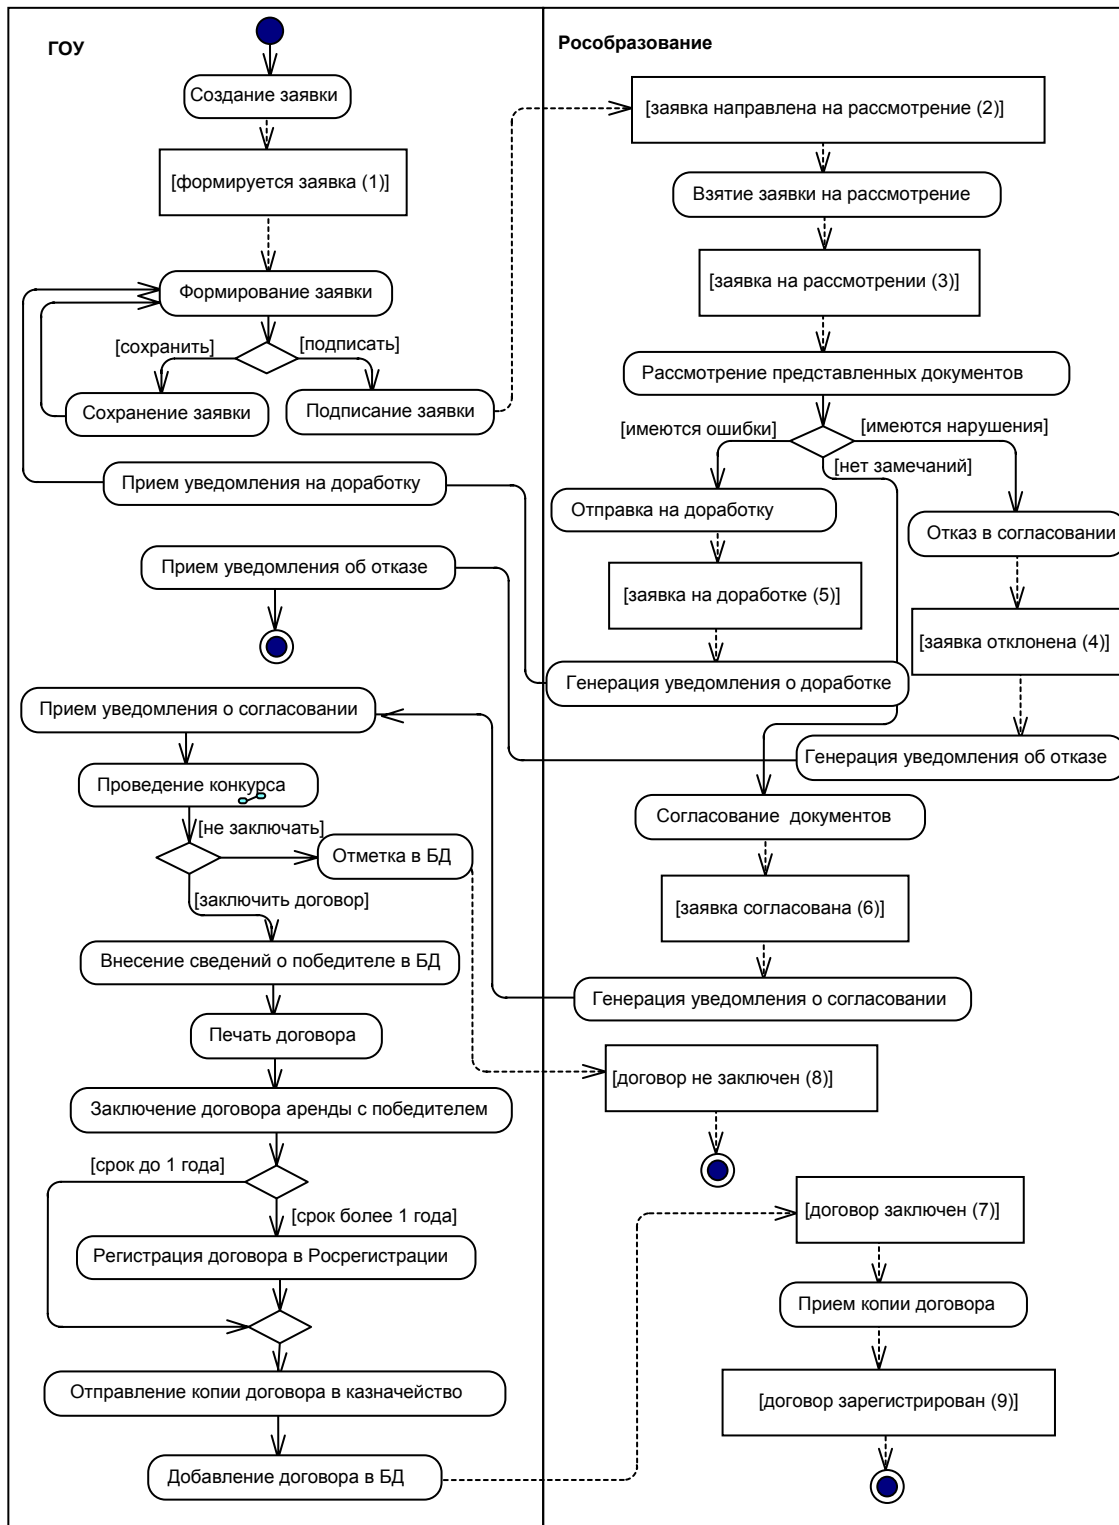 ГОУ
Создание заявки
[формируется заявка (1)]
Формирование заявки
[сохранить]
[подписать]
Сохранение заявки
Подписание заявки
Прием уведомления на доработку
Прием уведомления об отказе
Прием уведомления о согласовании
Проведение конкурса
[не заключать]
Отметка в БД
[заключить договор]
Внесение сведений о победителе в БД
Печать договора
Заключение договора аренды с победителем
[срок до 1 года]
[срок более 1 года]
Регистрация договора в Росрегистрации
Отправление копии договора в казначейство
Добавление договора в БД
Рособразование
[заявка направлена на рассмотрение (2)]
Взятие заявки на рассмотрение
[заявка на рассмотрении (3)]
Рассмотрение представленных документов
[имеются ошибки]
[имеются нарушения]
[нет замечаний]
Отправка на доработку
Отказ в согласовании
[заявка на доработке (5)]
[заявка отклонена (4)]
Генерация уведомления о доработке
Генерация уведомления об отказе
Согласование документов
[заявка согласована (6)]
Генерация уведомления о согласовании
[договор не заключен (8)]
[договор заключен (7)]
Прием копии договора
[договор зарегистрирован (9)]